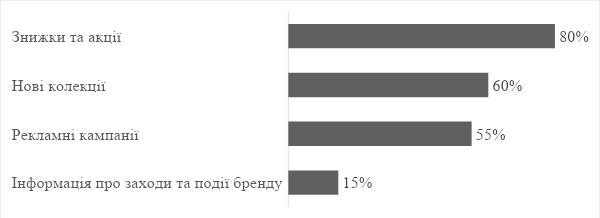 Знижки та акції 80%
Нові колекції 60%
Рекламні кампанії 55%
Інформація про заходи та події бренду 15%